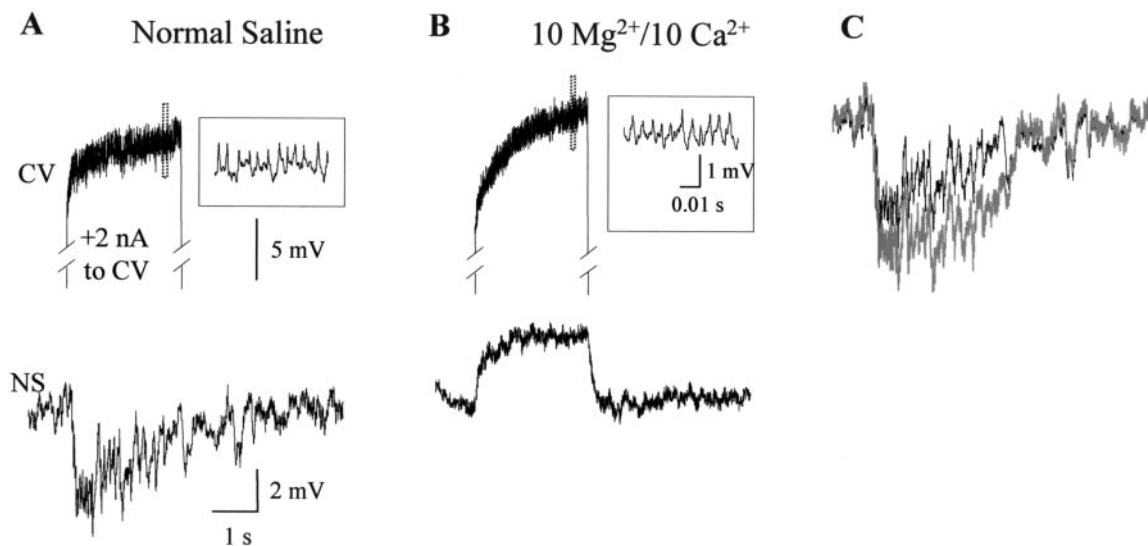 A
Normal Saline
B
10 Mg²⁺/10 Ca²⁺
C
CV
+2 nA
to CV
5 mV
1 mV
0.01 s
NS
2 mV
1 s